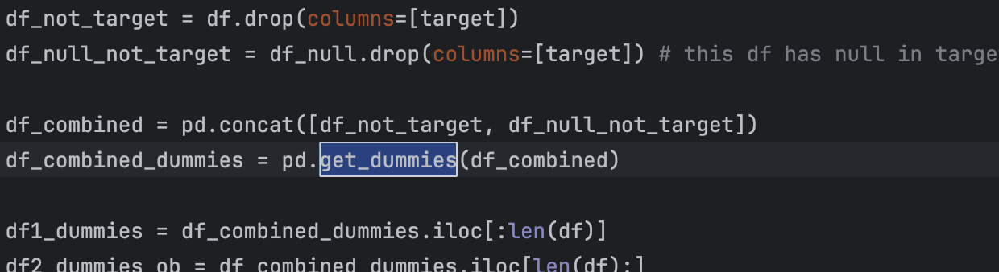 df_not_target = df.drop(columns=[target])
df_null_not_target = df_null.drop(columns=[target]) # this df has null in targe
df_combined = pd.concat([df_not_target, df_null_not_target])
df_combined_dummies = pd.get_dummies(df_combined)
df1_dummies = df_combined_dummies.iloc[:len(df)]
df2_dummies_ob = df_combined_dummies.iloc[len(df):]